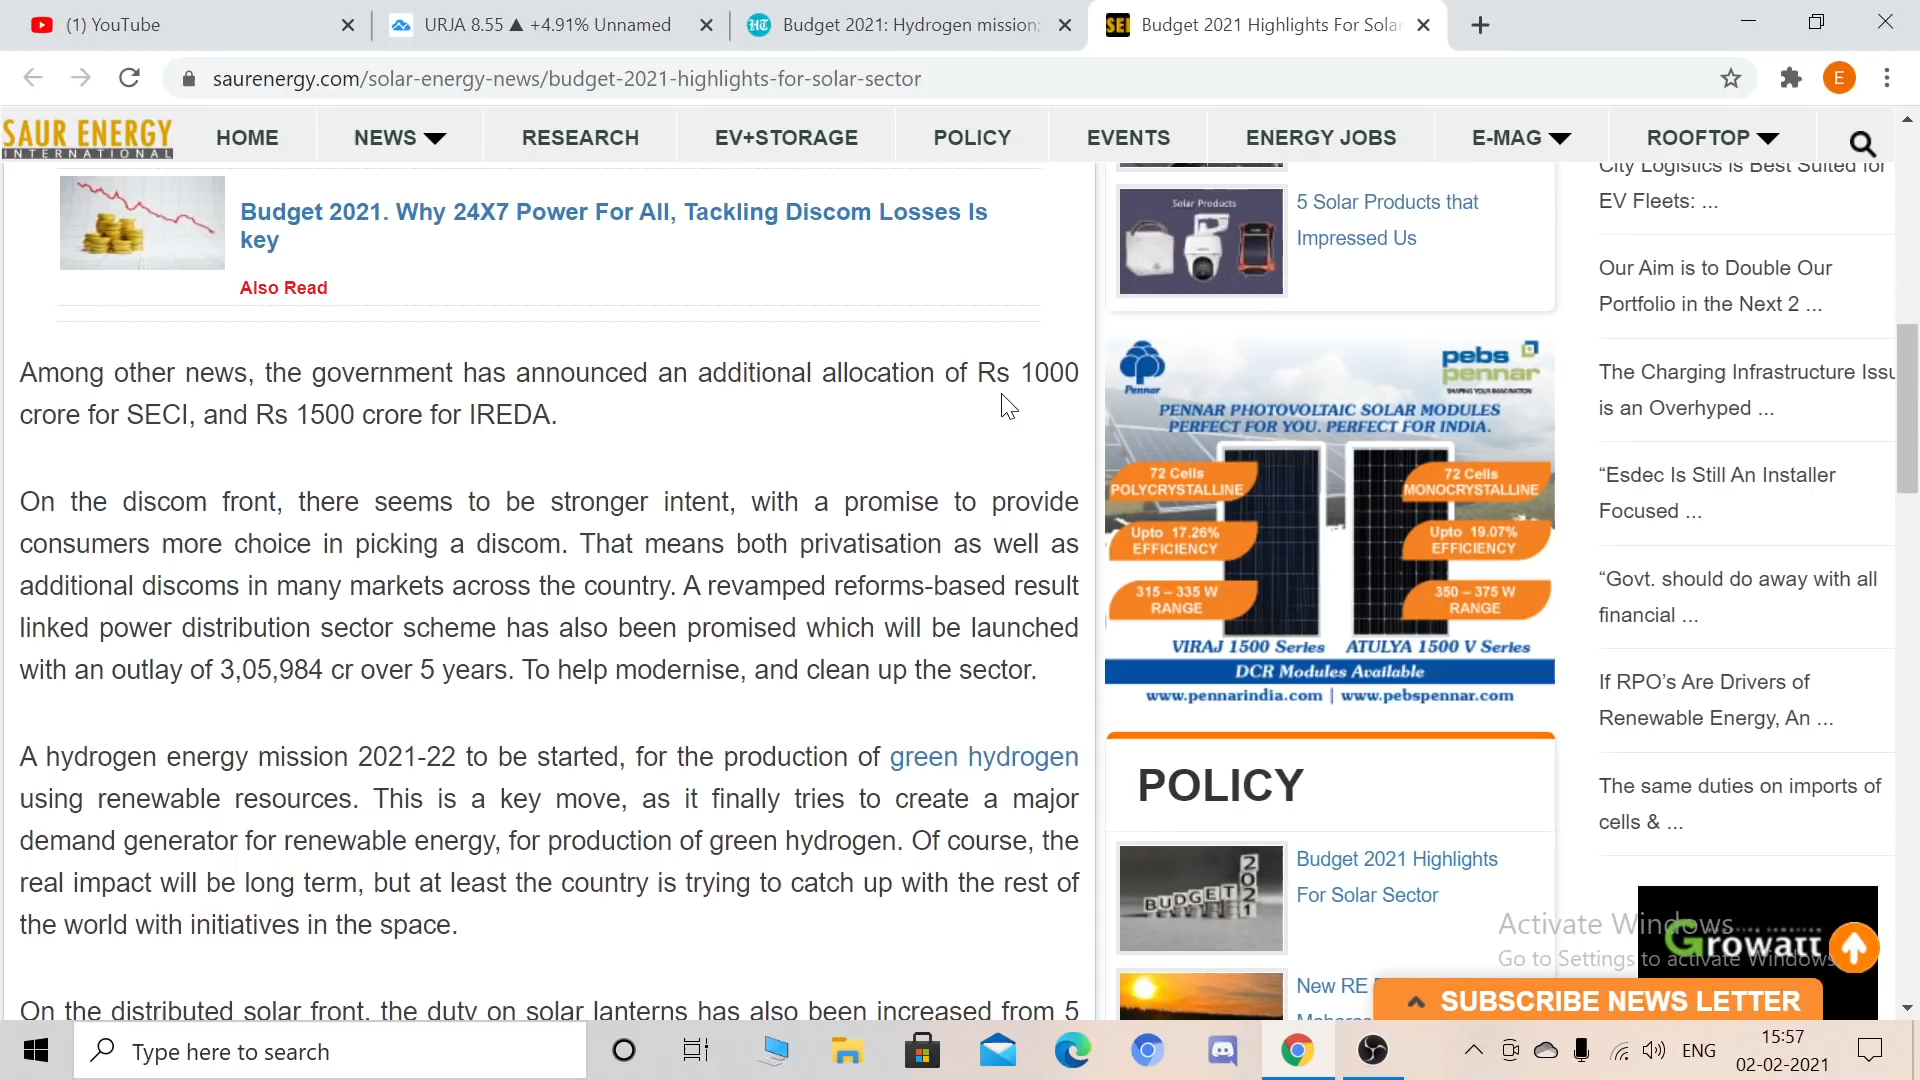 (1) YouTube
URJA 8.55 ▲ +4.91% Unnamed
Budget 2021: Hydrogen mission;
SEI
Budget 2021 Highlights For Sola
saurenergy.com/solar-energy-news/budget-2021-highlights-for-solar-sector
E
SAUR ENERGY
INTERNATIONAL
HOME
NEWS
RESEARCH
EV+STORAGE
POLICY
EVENTS
ENERGY JOBS
E-MAG
ROOFTOP
Budget 2021. Why 24X7 Power For All, Tackling Discom Losses Is
key
Also Read
Among other news, the government has announced an additional allocation of Rs 1000
crore for SECI, and Rs 1500 crore for IREDA.
On the discom front, there seems to be stronger intent, with a promise to provide
consumers more choice in picking a discom. That means both privatisation as well as
additional discoms in many markets across the country. A revamped reforms-based result
linked power distribution sector scheme has also been promised which will be launched
with an outlay of 3,05,984 cr over 5 years. To help modernise, and clean up the sector.
A hydrogen energy mission 2021-22 to be started, for the production of green hydrogen
using renewable resources. This is a key move, as it finally tries to create a major
demand generator for renewable energy, for production of green hydrogen. Of course, the
real impact will be long term, but at least the country is trying to catch up with the rest of
the world with initiatives in the space.
On the distributed solar front, the duty on solar lanterns has also been increased from 5
Solar Products
5 Solar Products that
Impressed Us
Pennar
pebs
pennar
PENNAR PHOTOVOLTAIC SOLAR MODULES
PERFECT FOR YOU. PERFECT FOR INDIA.
72 Cells
POLYCRYSTALLINE
Upto 17.26%
EFFICIENCY
315 - 335 W
RANGE
72 Cells
MONOCRYSTALLINE
Upto 19.07%
EFFICIENCY
350 - 375 W
RANGE
VIRAJ 1500 Series
ATULYA 1500 V Series
DCR Modules Available
www.pennarindia.com | www.pebspennar.com
POLICY
BUDGET 2021
Budget 2021 Highlights
For Solar Sector
New RE
City Logistics is Best Suited for
EV Fleets: ...
Our Aim is to Double Our
Portfolio in the Next 2 ...
The Charging Infrastructure Issu
is an Overhyped ...
“Esdec Is Still An Installer
Focused ...
“Govt. should do away with all
financial ...
If RPO’s Are Drivers of
Renewable Energy, An ...
The same duties on imports of
cells & ...
Growatt
Activate Windows
Go to Settings to activate Windows.
SUBSCRIBE NEWS LETTER
Type here to search
ENG
15:57
02-02-2021